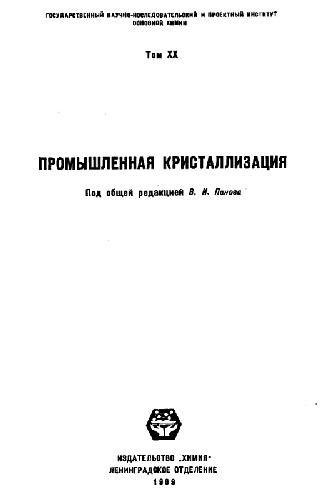 ГОСУДАРСТВЕННЫЙ НАУЧНО-ИССЛЕДОВАТЕЛЬСКИЙ И ПРОЕКТНЫЙ ИНСТИТУТ
ОСНОВНОЙ ХИМИИ
Том XX
ПРОМЫШЛЕННАЯ КРИСТАЛЛИЗАЦИЯ
Под общей редакцией В. И. Панова
ИЗДАТЕЛЬСТВО „ХИМИЯ"
ЛЕНИНГРАДСКОЕ ОТДЕЛЕНИЕ
1969